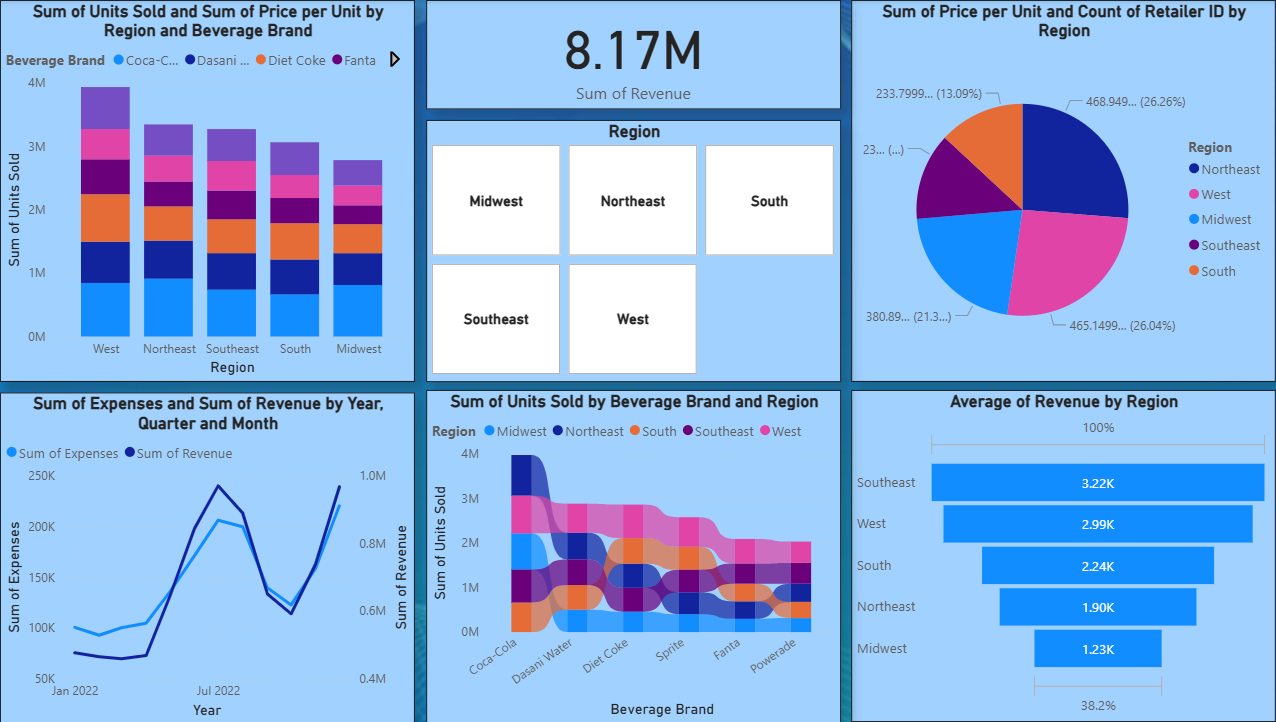 Sum of Units Sold and Sum of Price per Unit by
Region and Beverage Brand
Beverage Brand Coca-C... Dasani ... Diet Coke Fanta
4M
3M
2M
1M
0M
Sum of Units Sold
West Northeast Southeast South Midwest
Region
8.17M
Sum of Revenue
Region
Midwest Northeast South
Southeast West
Sum of Price per Unit and Count of Retailer ID by
Region
233.7999... (13.09%)
468.949... (26.26%)
23... (...)
380.89... (21.3...)
465.1499... (26.04%)
Region
Northeast
West
Midwest
Southeast
South
Sum of Expenses and Sum of Revenue by Year,
Quarter and Month
Sum of Expenses Sum of Revenue
250K
200K
150K
100K
50K
Sum of Expenses
1.0M
0.8M
0.6M
0.4M
Sum of Revenue
Jan 2022 Jul 2022
Year
Sum of Units Sold by Beverage Brand and Region
Region Midwest Northeast South Southeast West
4M
3M
2M
1M
0M
Sum of Units Sold
Coca-Cola Dasani Water Diet Coke Sprite Fanta Powerade
Beverage Brand
Average of Revenue by Region
100%
Southeast 3.22K
West 2.99K
South 2.24K
Northeast 1.90K
Midwest 1.23K
38.2%